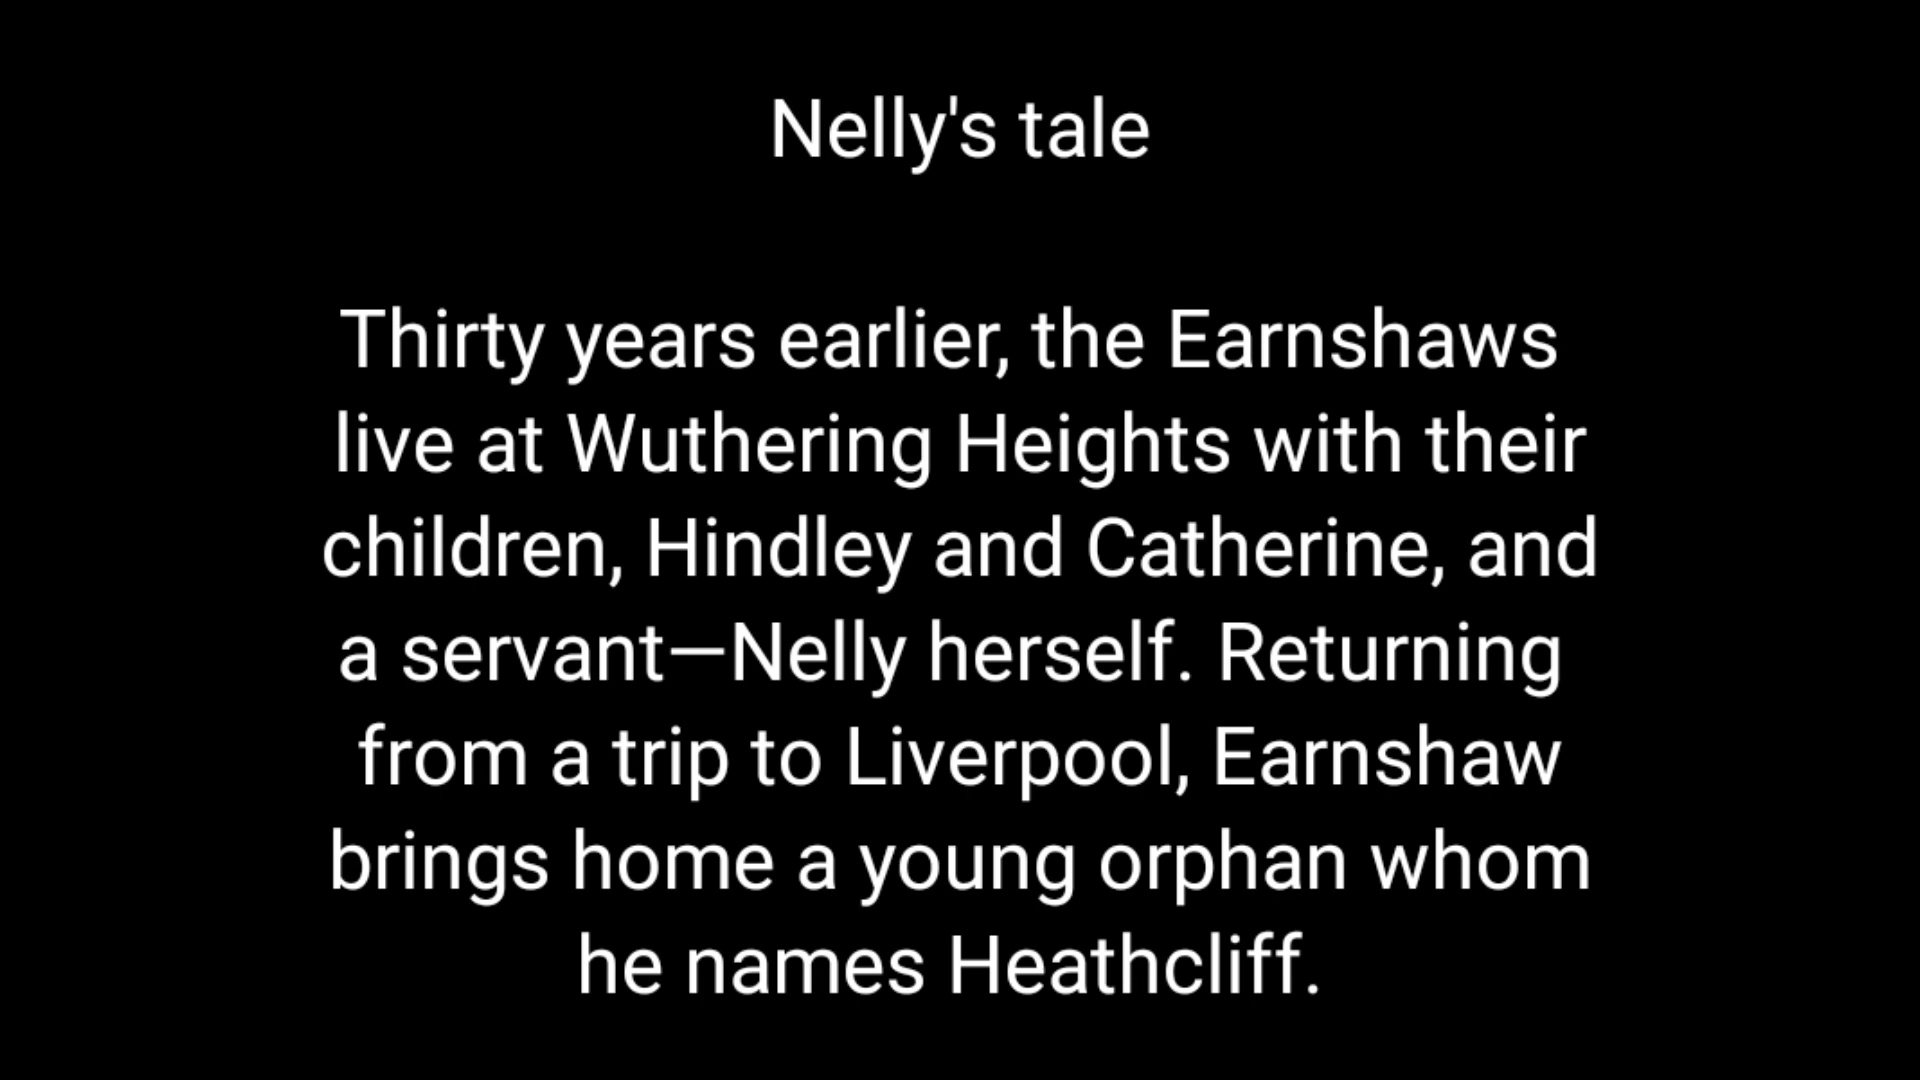 Nelly's tale
Thirty years earlier, the Earnshaws
live at Wuthering Heights with their
children, Hindley and Catherine, and
a servant—Nelly herself. Returning
from a trip to Liverpool, Earnshaw
brings home a young orphan whom
he names Heathcliff.